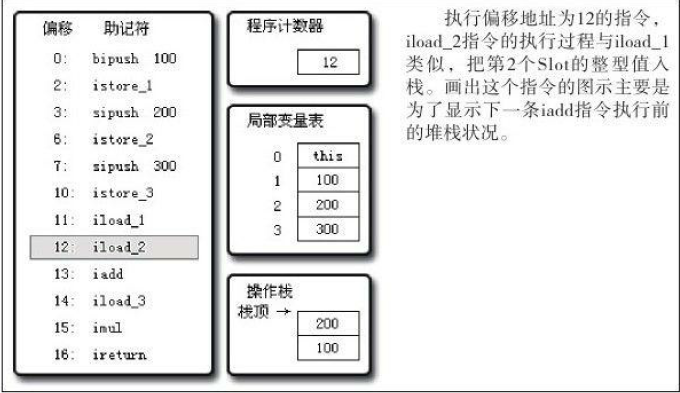 偏移 助记符
0: bipush 100
2: istore_1
3: sipush 200
6: istore_2
7: sipush 300
10: istore_3
11: iload_1
12: iload_2
13: iadd
14: iload_3
15: imul
16: ireturn
程序计数器
12
局部变量表
0 this
1 100
2 200
3 300
操作栈
栈顶 →
200
100
执行偏移地址为12的指令，
iload_2指令的执行过程与iload_1
类似，把第2个Slot的整型值入
栈。画出这个指令的图示主要是
为了显示下一条iadd指令执行前
的堆栈状况。